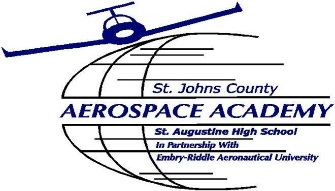 St. Johns County
AEROSPACE ACADEMY
St. Augustine High School
In Partnership With
Embry-Riddle Aeronautical University